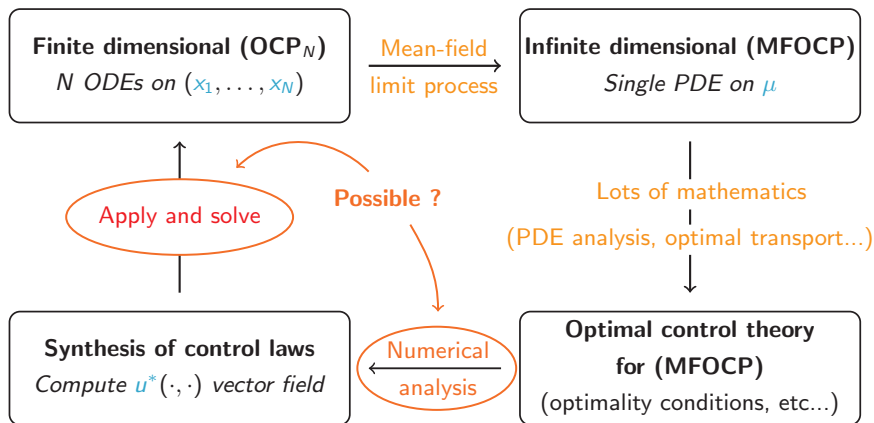 Finite dimensional (OCP_N)
N ODEs on (x_1, . . . , x_N)
Mean-field
limit process
Infinite dimensional (MFOCP)
Single PDE on μ
Apply and solve
Possible ?
Lots of mathematics
(PDE analysis, optimal transport...)
Synthesis of control laws
Compute u*(·, ·) vector field
Numerical
analysis
Optimal control theory
for (MFOCP)
(optimality conditions, etc...)